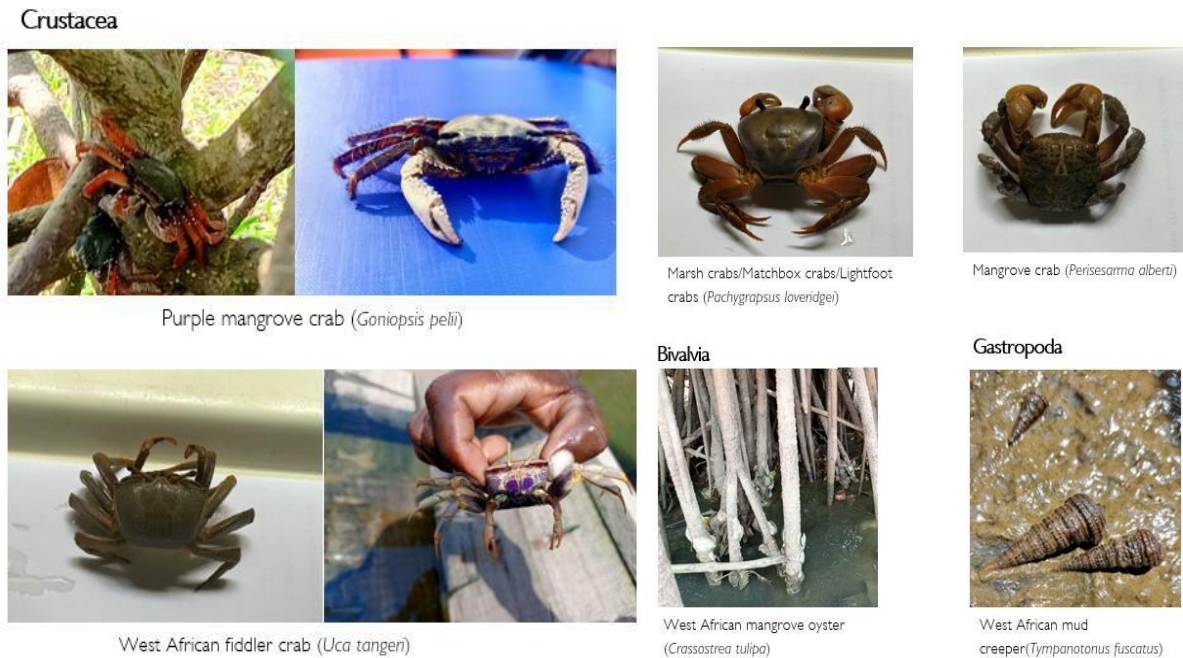 Crustacea
Purple mangrove crab (Goniopsis pelii)
Marsh crabs/Matchbox crabs/Lightfoot
crabs (Pachygrapsus loveridgei)
Mangrove crab (Perisesarma alberti)
West African fiddler crab (Uca tangeri)
Bivalvia
West African mangrove oyster
(Crassostrea tulipa)
Gastropoda
West African mud
creeper(Tympanotonus fuscatus)